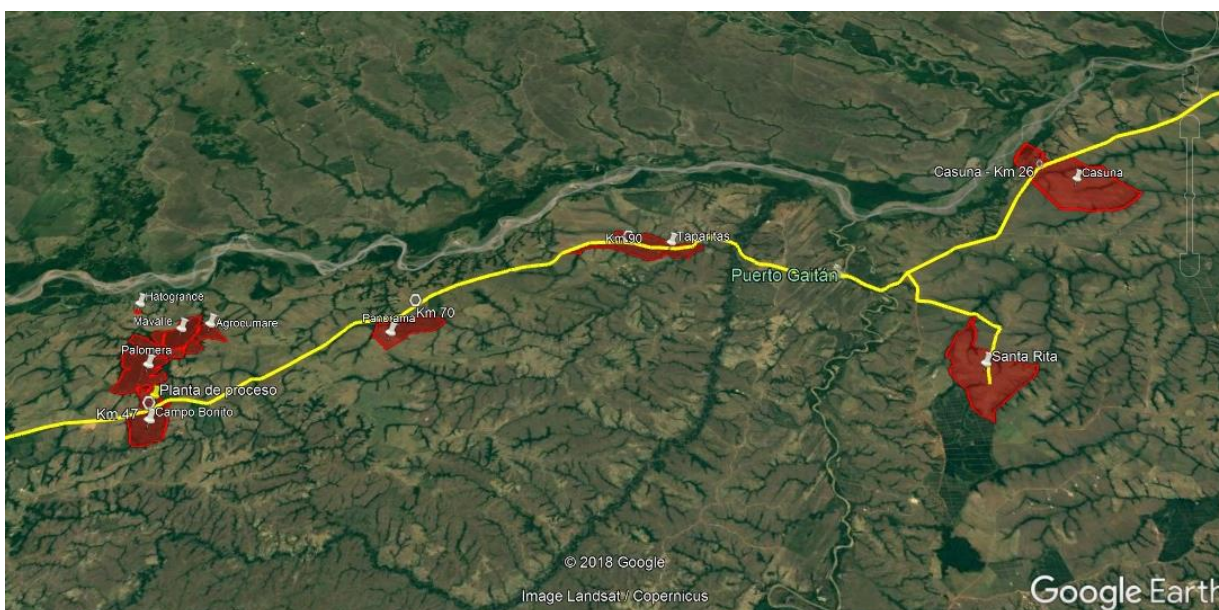 Casuna - Km 26
Casuna
Km 90
Taparitas
Puerto Gaitán
Hatogrande
Mavalle
Agrocumare
Panorama
Km 70
Palomera
Planta de proceso
Santa Rita
Km 47
Campo Bonito
© 2018 Google
Image Landsat / Copernicus
Google Earth